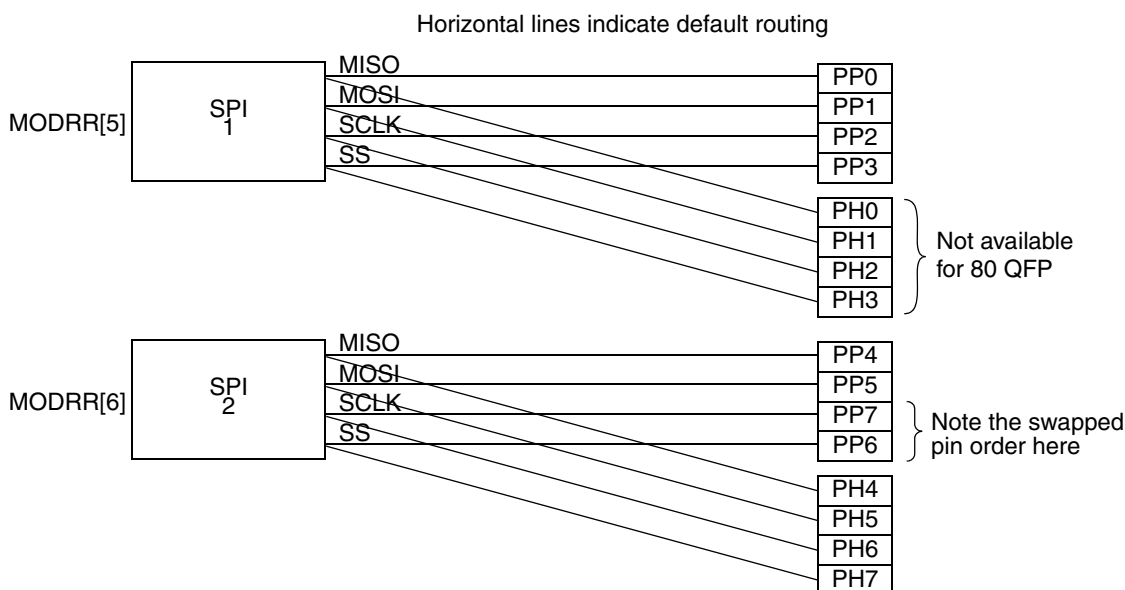 Horizontal lines indicate default routing
MODRR[5]
SPI
1
MISO
MOSI
SCLK
SS
PP0
PP1
PP2
PP3
PH0
PH1
PH2
PH3
Not available
for 80 QFP
MODRR[6]
SPI
2
MISO
MOSI
SCLK
SS
PP4
PP5
PP7
PP6
Note the swapped
pin order here
PH4
PH5
PH6
PH7